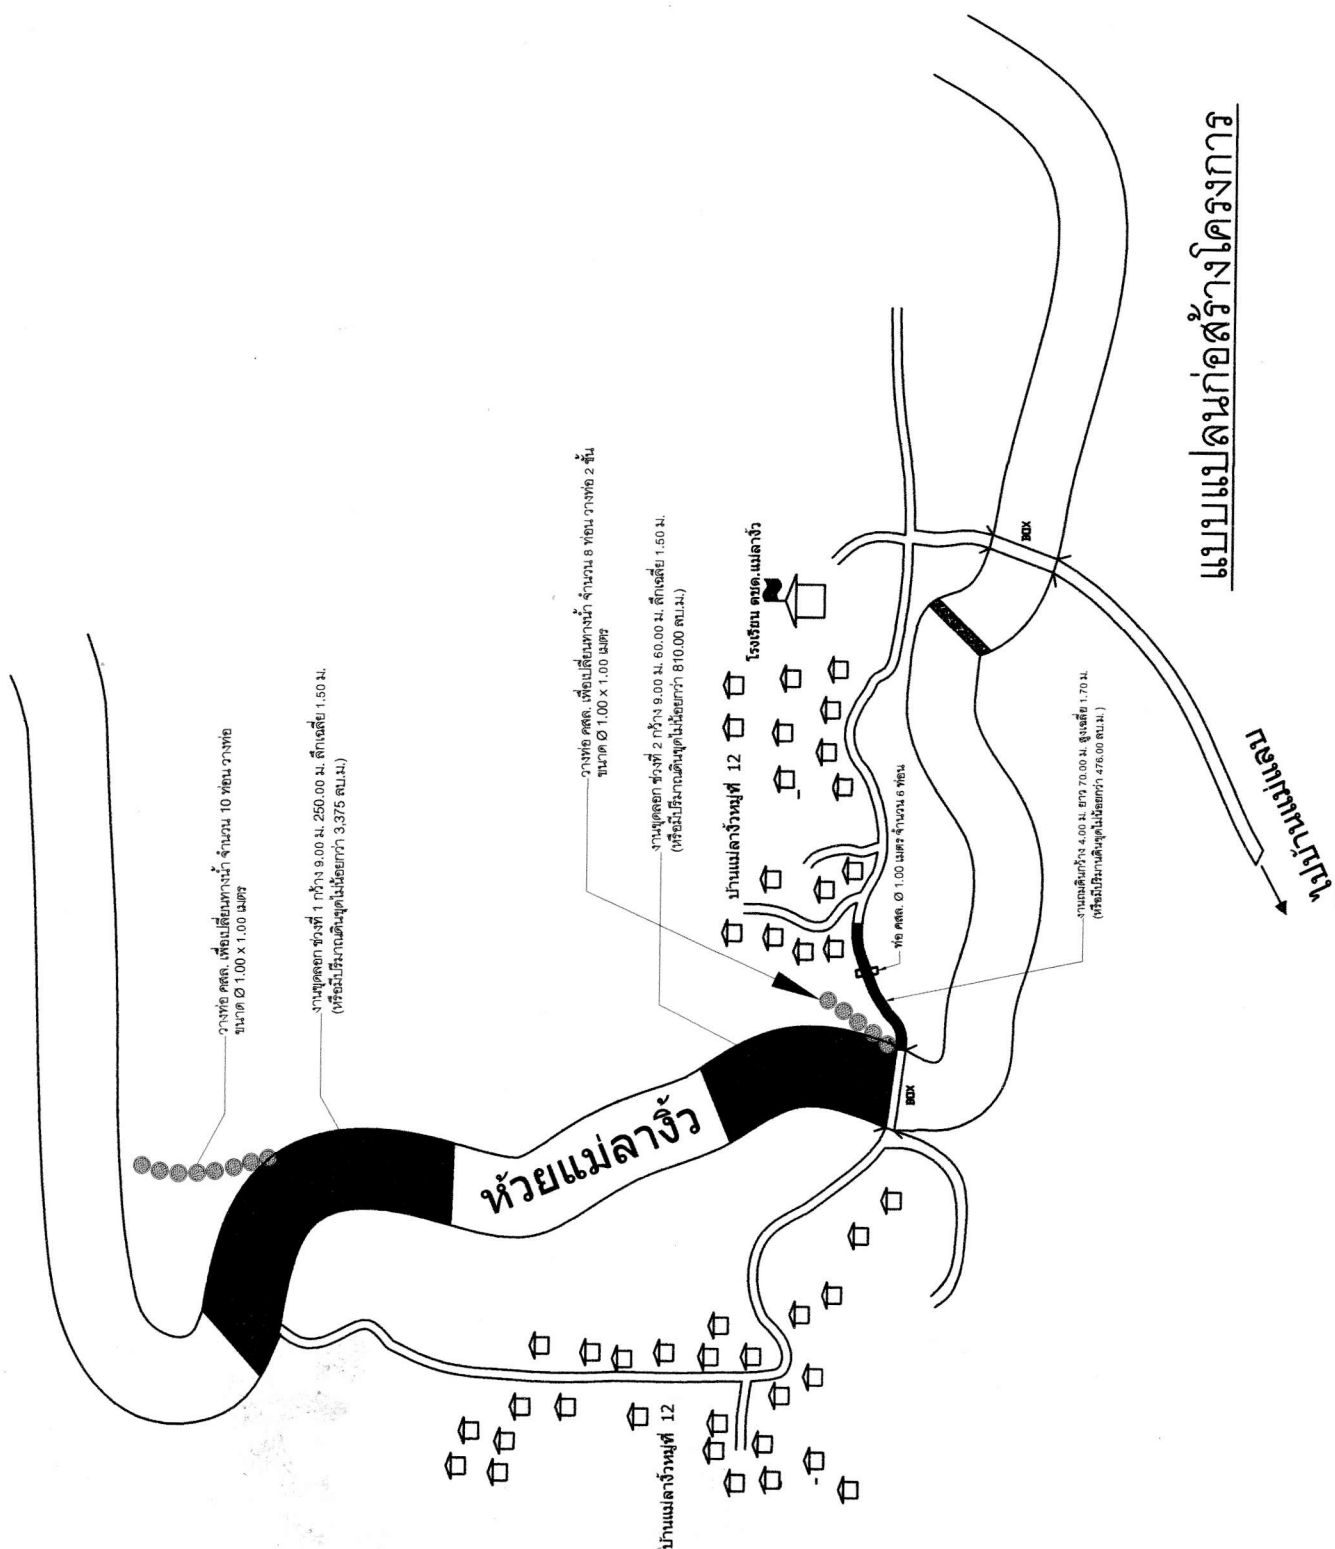 วางท่อ คสล. เพื่อเปลี่ยนทางน้ำ จำนวน 10 ท่อน วางท่อ
ขนาด Ø 1.00 x 1.00 เมตร
งานขุดลอก ช่วงที่ 1 กว้าง 9.00 ม. 250.00 ม. ลึกเฉลี่ย 1.50 ม.
(หรือมีปริมาณดินขุดไม่น้อยกว่า 3,375 ลบ.ม.)
วางท่อ คสล. เพื่อเปลี่ยนทางน้ำ จำนวน 8 ท่อน วางท่อ 2 ชั้น
ขนาด Ø 1.00 x 1.00 เมตร
งานขุดลอก ช่วงที่ 2 กว้าง 9.00 ม. 60.00 ม. ลึกเฉลี่ย 1.50 ม.
(หรือมีปริมาณดินขุดไม่น้อยกว่า 810.00 ลบ.ม.)
บ้านแม่ลางิ้วหมู่ที่ 12
โรงเรียน ตชด.แม่ลางิ้ว
ท่อ คสล. Ø 1.00 เมตร จำนวน 6 ท่อน
งานถมดินกว้าง 4.00 ม. ยาว 70.00 ม. สูงเฉลี่ย 1.70 ม.
(หรือมีปริมาณดินขุดไม่น้อยกว่า 476.00 ลบ.ม.)
ห้วยแม่ลางิ้ว
BOX
BOX
บ้านแม่ลางิ้วหมู่ที่ 12
ไปบ้านแม่แลบ
แบบแปลนก่อสร้างโครงการ